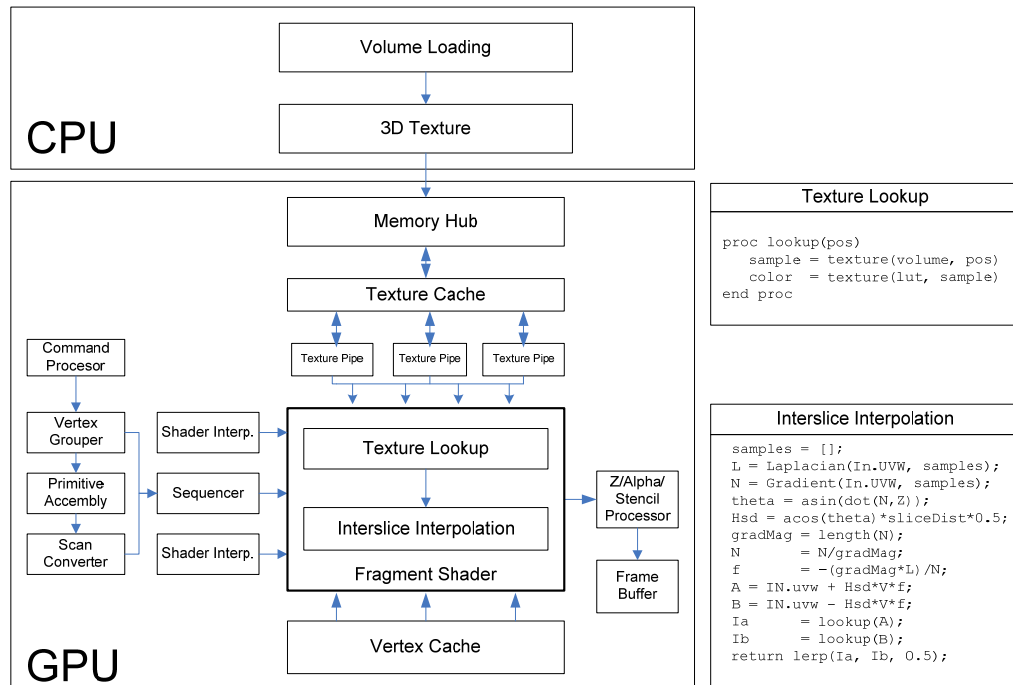 Volume Loading
3D Texture
CPU
Memory Hub
Texture Cache
Texture Pipe
Texture Pipe
Texture Pipe
Command
Procesor
Vertex
Grouper
Primitive
Assembly
Scan
Converter
Shader Interp.
Sequencer
Shader Interp.
Texture Lookup
Interslice Interpolation
Fragment Shader
Z/Alpha/
Stencil
Processor
Frame
Buffer
Vertex Cache
GPU
Texture Lookup
proc lookup(pos)
sample = texture(volume, pos)
color = texture(lut, sample)
end proc
Interslice Interpolation
samples = [];
L = Laplacian(In.UVW, samples);
N = Gradient(In.UVW, samples);
theta = asin(dot(N,Z));
Hsd = acos(theta)*sliceDist*0.5;
gradMag = length(N);
N = N/gradMag;
f = -(gradMag*L)/N;
A = IN.uvw + Hsd*V*f;
B = IN.uvw - Hsd*V*f;
Ia = lookup(A);
Ib = lookup(B);
return lerp(Ia, Ib, 0.5);